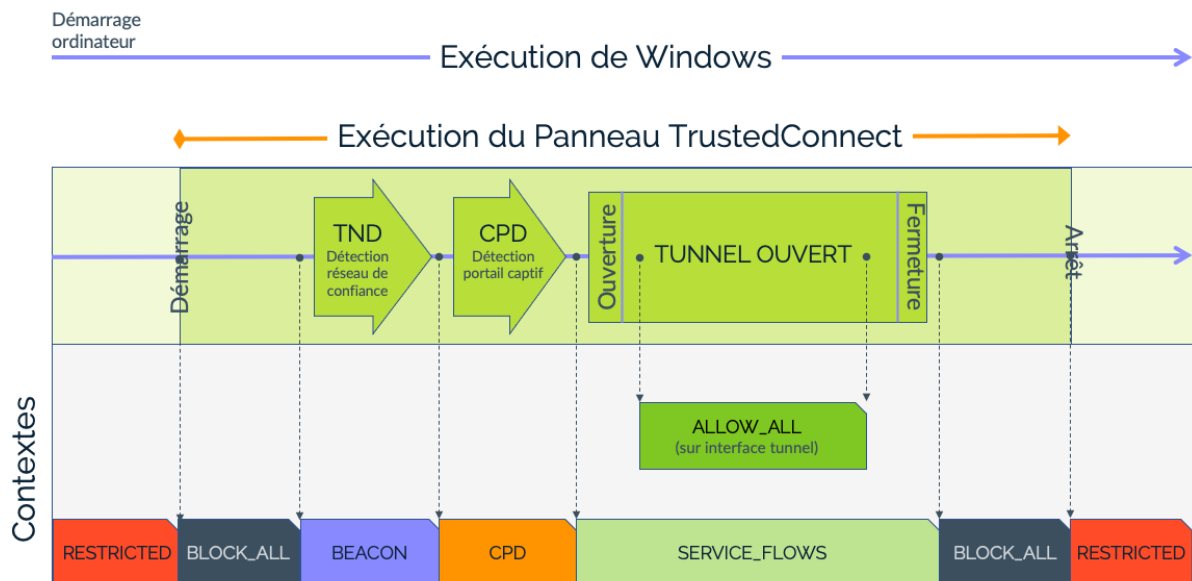 Démarrage
ordinateur
Exécution de Windows
Exécution du Panneau TrustedConnect
Démarrage
TND
Détection
réseau de
confiance
CPD
Détection
portail captif
Ouverture
TUNNEL OUVERT
Fermeture
Arrêt
Contextes
ALLOW_ALL
(sur interface tunnel)
RESTRICTED
BLOCK_ALL
BEACON
CPD
SERVICE_FLOWS
BLOCK_ALL
RESTRICTED